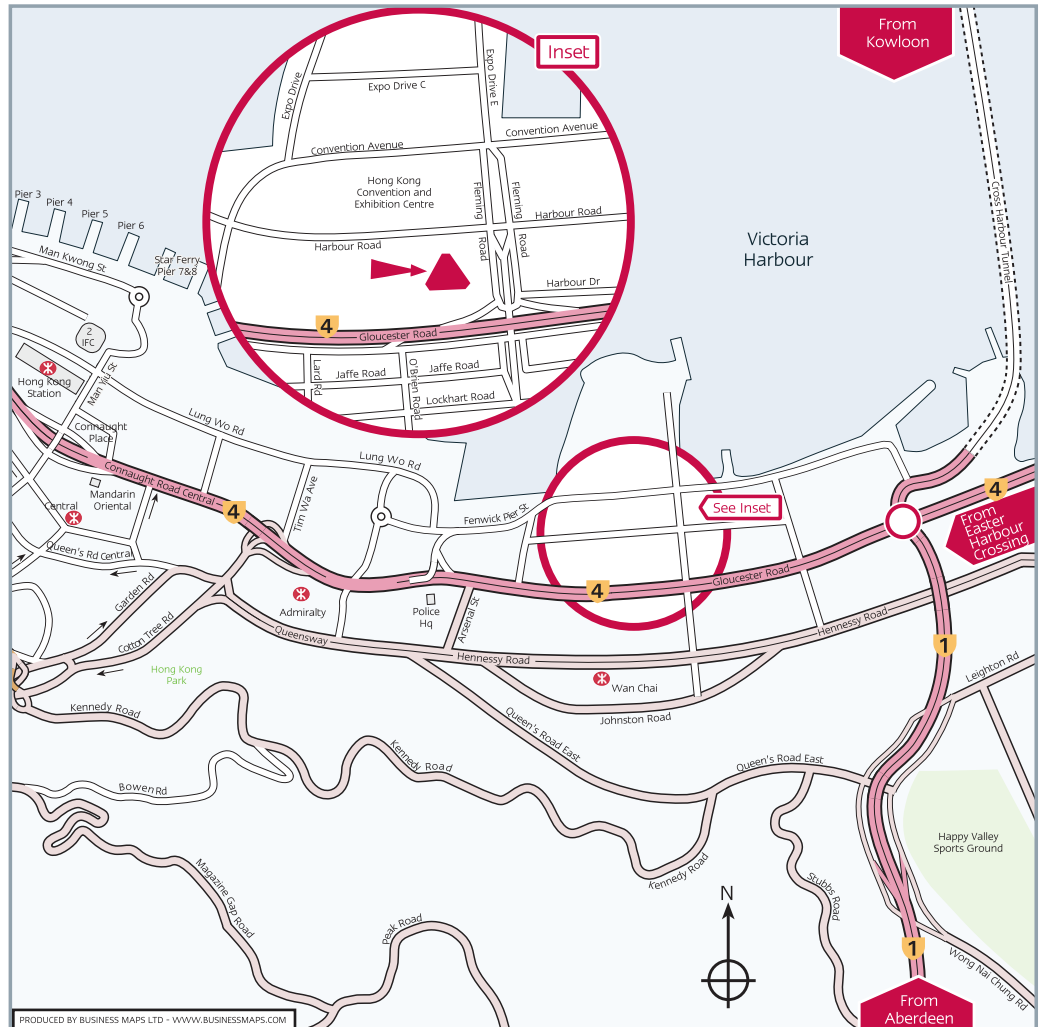 From
Kowloon
Inset
Expo Drive
Expo Drive C
Expo Drive E
Convention Avenue
Convention Avenue
Hong Kong
Convention and
Exhibition Centre
Fleming
Road
Fleming
Road
Harbour Road
Harbour Road
Harbour Dr
4
Gloucester Road
Lard Rd
Jaffe Road
O'Brien Road
Jaffe Road
Lockhart Road
Victoria
Harbour
Cross Harbour Tunnel
Pier 3
Pier 4
Pier 5
Pier 6
Star Ferry
Pier 7&8
Man Kwong St
2
IFC
Hong Kong
Station
Man Yiu St
Connaught
Place
Lung Wo Rd
Lung Wo Rd
Connaught Road Central
4
Mandarin
Oriental
Central
Tim Wa Ave
Fenwick Pier St
See Inset
4
From
Easter
Harbour
Crossing
Queen's Rd Central
Garden Rd
Cotton Tree Rd
Admiralty
Police
Hq
Arsenal St
4
Gloucester Road
Queensway
Hennessy Road
Hennessy Road
1
Leighton Rd
Hong Kong
Park
Wan Chai
Johnston Road
Kennedy Road
Queen's Road East
Kennedy Road
Queen's Road East
Bowen Rd
Happy Valley
Sports Ground
Kennedy Road
Stubbs Road
Magazine Gap Road
Peak Road
N
1
Wong Nai Chung Rd
From
Aberdeen
PRODUCED BY BUSINESS MAPS LTD - WWW.BUSINESSMAPS.COM